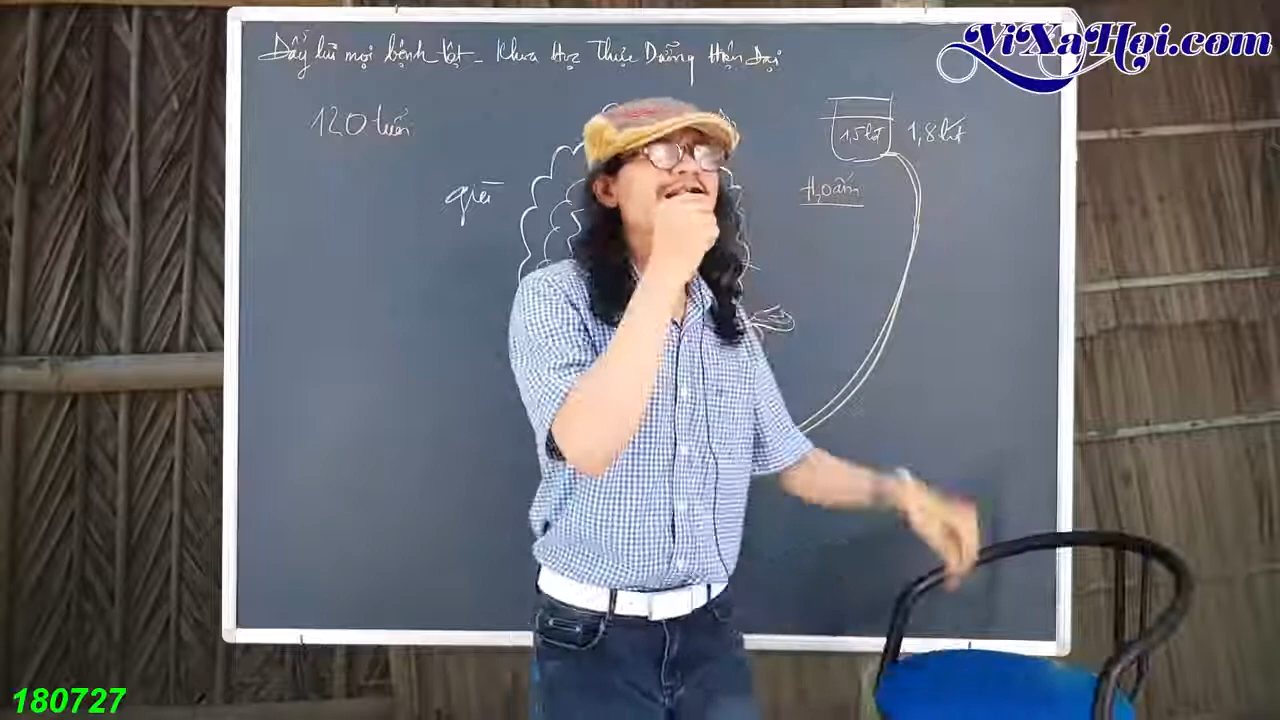 Đẩy lùi mọi bệnh tật - Khoa Học Thực Dưỡng Hiện Đại
ViXaHoi.com
120 tuổi
1,5 lít
1,8 lít
già
H₂O ấm
180727